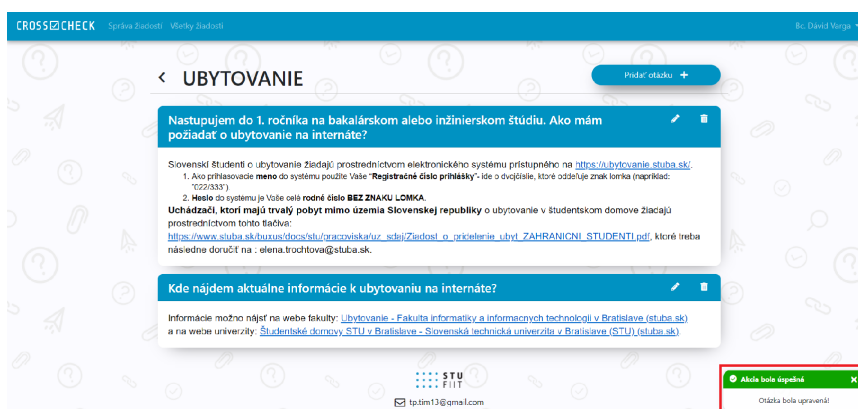 CROSS CHECK Správa žiadostí Všetky žiadosti Bc. Dávid Varga
UBYTOVANIE
Pridať otázku +
Nastupujem do 1. ročníka na bakalárskom alebo inžinierskom štúdiu. Ako mám
požiadať o ubytovanie na internáte?
Slovenskí študenti o ubytovanie žiadajú prostredníctvom elektronického systému prístupného na https://ubytovanie.stuba.sk/.
1. Ako prihlasovacie meno do systému použite Vaše "Registračné číslo prihlášky"- ide o dvojčíslie, ktoré oddeľuje znak lomka (napríklad:
"022/333").
2. Heslo do systému je Vaše celé rodné číslo BEZ ZNAKU LOMKA.
Uchádzači, ktorí majú trvalý pobyt mimo územia Slovenskej republiky o ubytovanie v študentskom domove žiadajú
prostredníctvom tohto tlačiva:
https://www.stuba.sk/buxus/docs/stu/pracoviska/uz_sdaj/Ziadost_o_pridelenie_ubyt_ZAHRANICNI_STUDENTI.pdf, ktoré treba
následne doručiť na : elena.trochtova@stuba.sk.
Kde nájdem aktuálne informácie k ubytovaniu na internáte?
Informácie možno nájsť na webe fakulty: Ubytovanie - Fakulta informatiky a informacnych technologií v Bratislave (stuba.sk)
a na webe univerzity: Študentské domovy STU v Bratislave - Slovenská technická univerzita v Bratislave (STU) (stuba.sk)
STU
FIIT
tp.tim13@gmail.com
Akcia bola úspešná x
Otázka bola upravená!